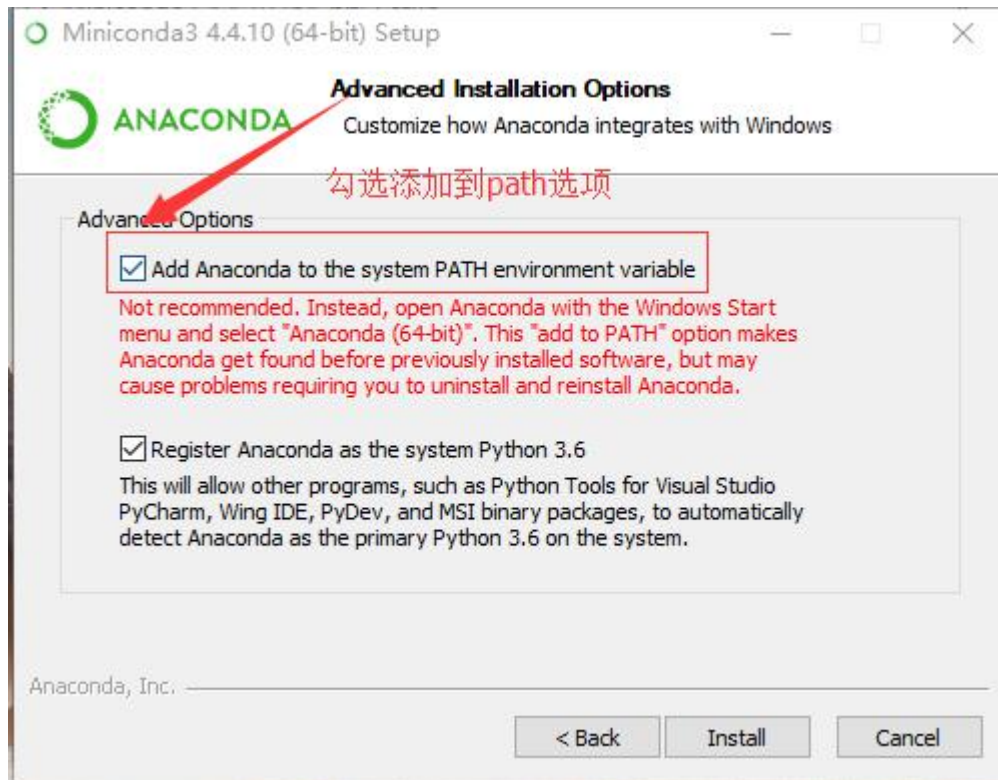 Miniconda3 4.4.10 (64-bit) Setup
ANACONDA
Advanced Installation Options
Customize how Anaconda integrates with Windows
勾选添加到path选项
Advanced Options
Add Anaconda to the system PATH environment variable
Not recommended. Instead, open Anaconda with the Windows Start
menu and select "Anaconda (64-bit)". This "add to PATH" option makes
Anaconda get found before previously installed software, but may
cause problems requiring you to uninstall and reinstall Anaconda.
Register Anaconda as the system Python 3.6
This will allow other programs, such as Python Tools for Visual Studio
PyCharm, Wing IDE, PyDev, and MSI binary packages, to automatically
detect Anaconda as the primary Python 3.6 on the system.
Anaconda, Inc.
< Back
Install
Cancel